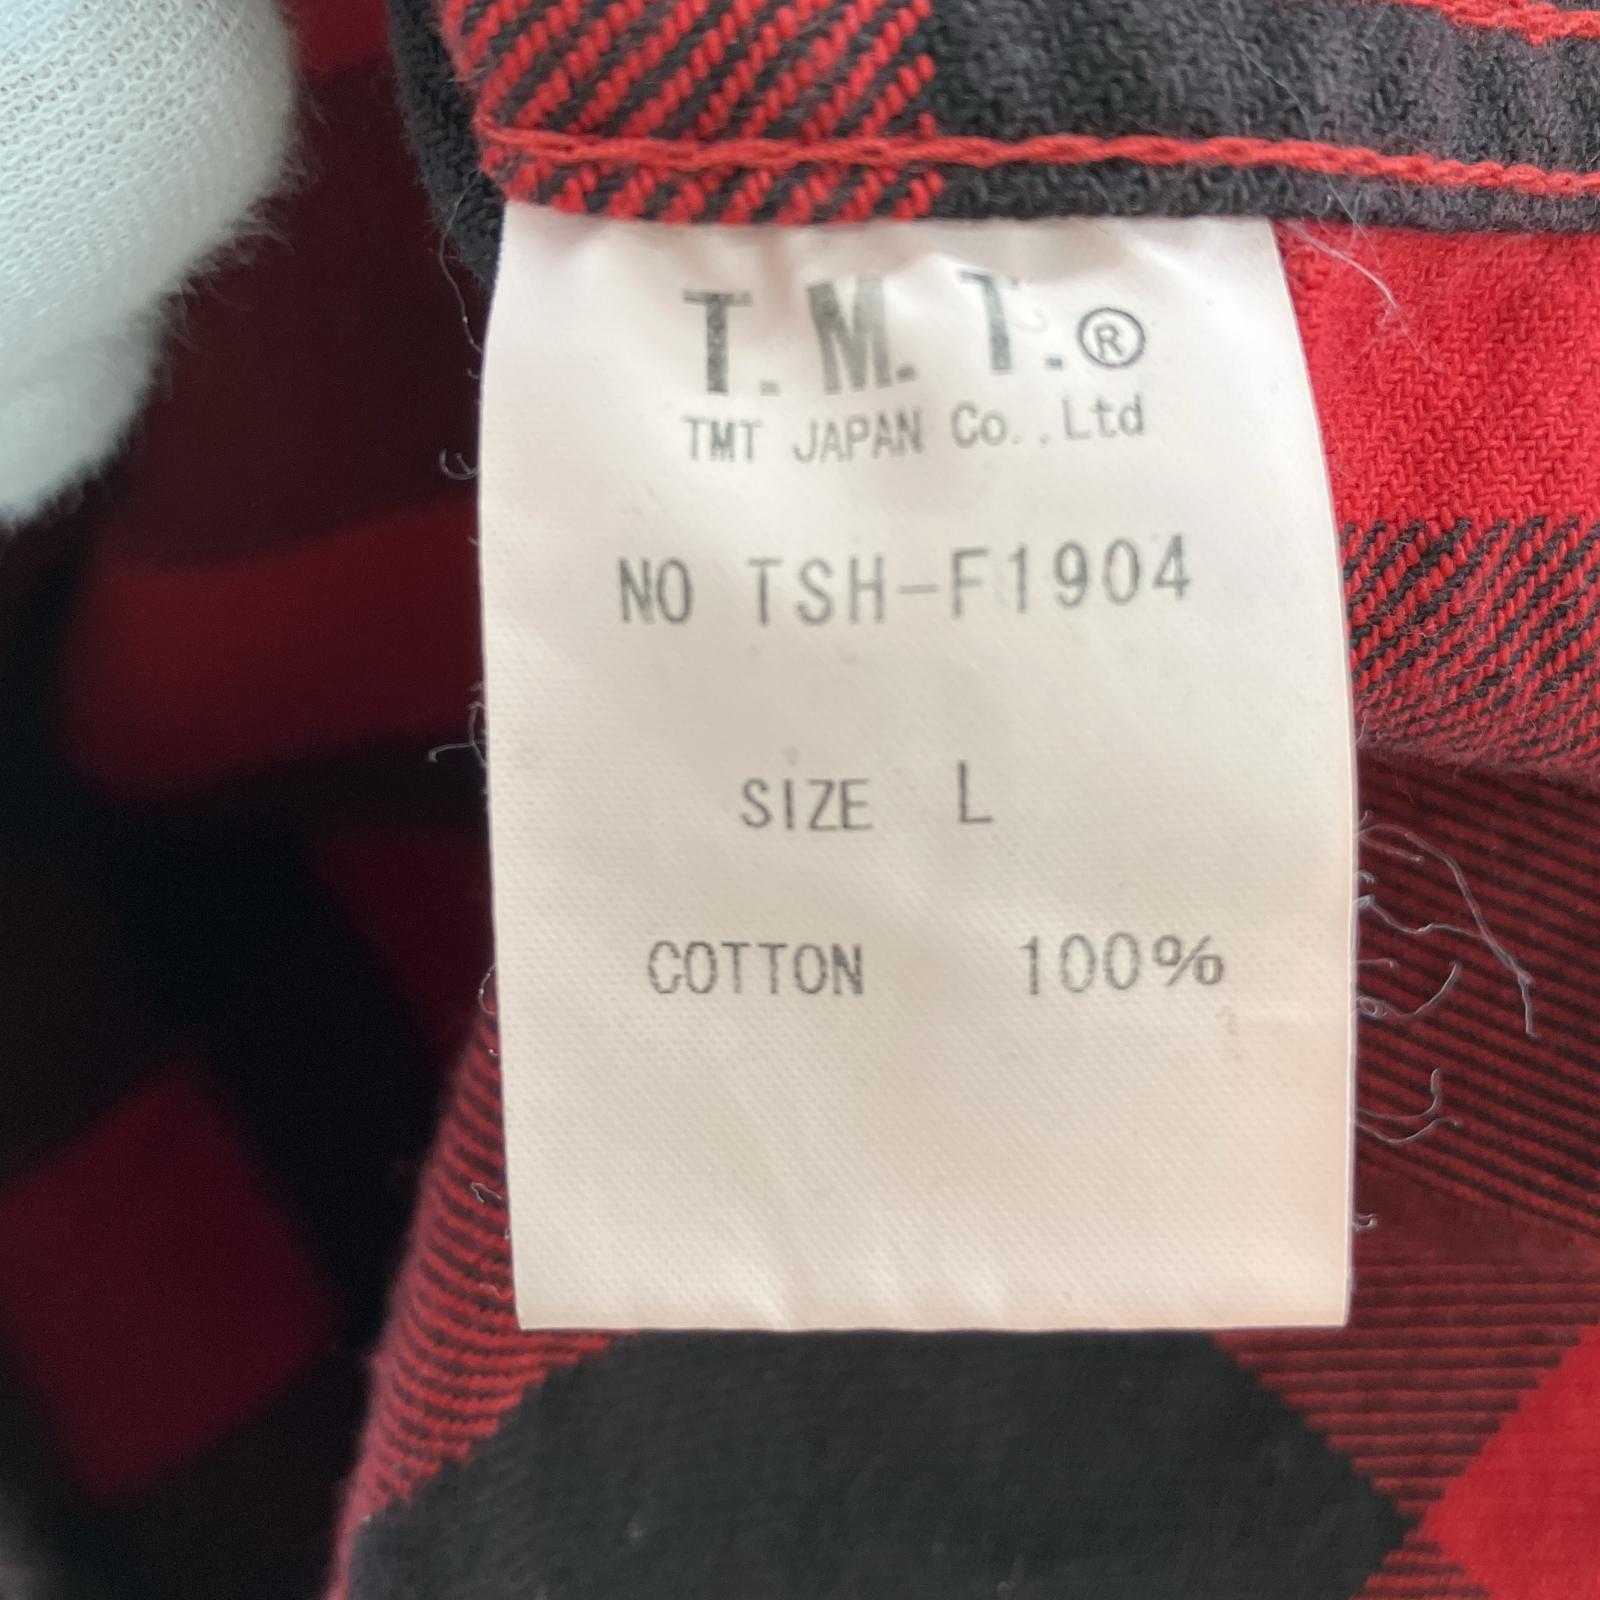 T.M.T.®
TMT JAPAN Co.,Ltd
NO TSH-F1904
SIZE L
COTTON 100%